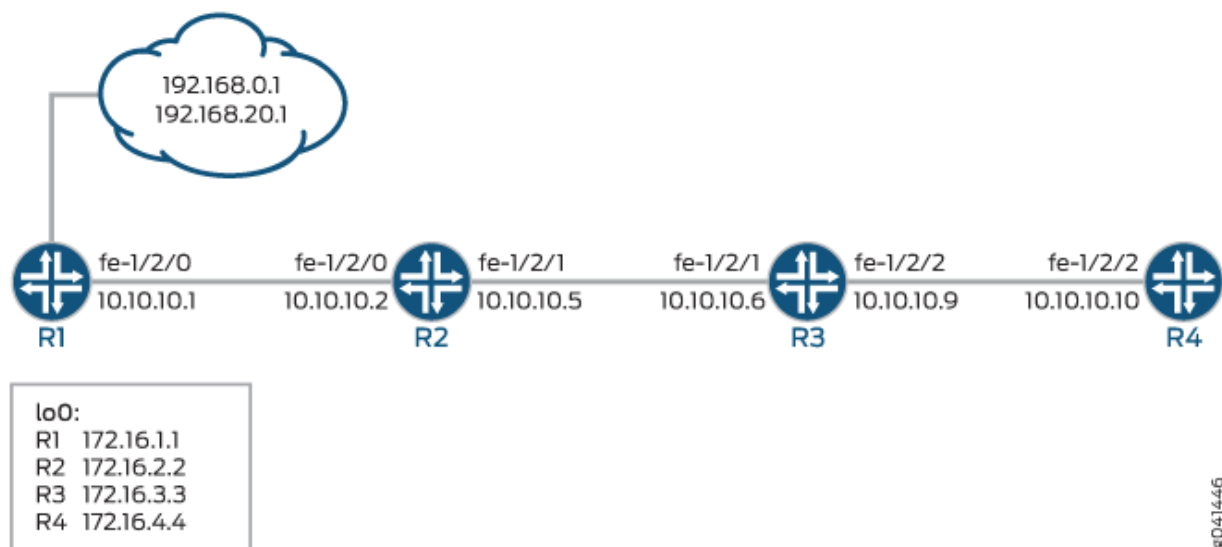 192.168.0.1
192.168.20.1
fe-1/2/0
10.10.10.1
R1
fe-1/2/0
10.10.10.2
R2
fe-1/2/1
10.10.10.5
fe-1/2/1
10.10.10.6
R3
fe-1/2/2
10.10.10.9
fe-1/2/2
10.10.10.10
R4
lo0:
R1 172.16.1.1
R2 172.16.2.2
R3 172.16.3.3
R4 172.16.4.4
g041446